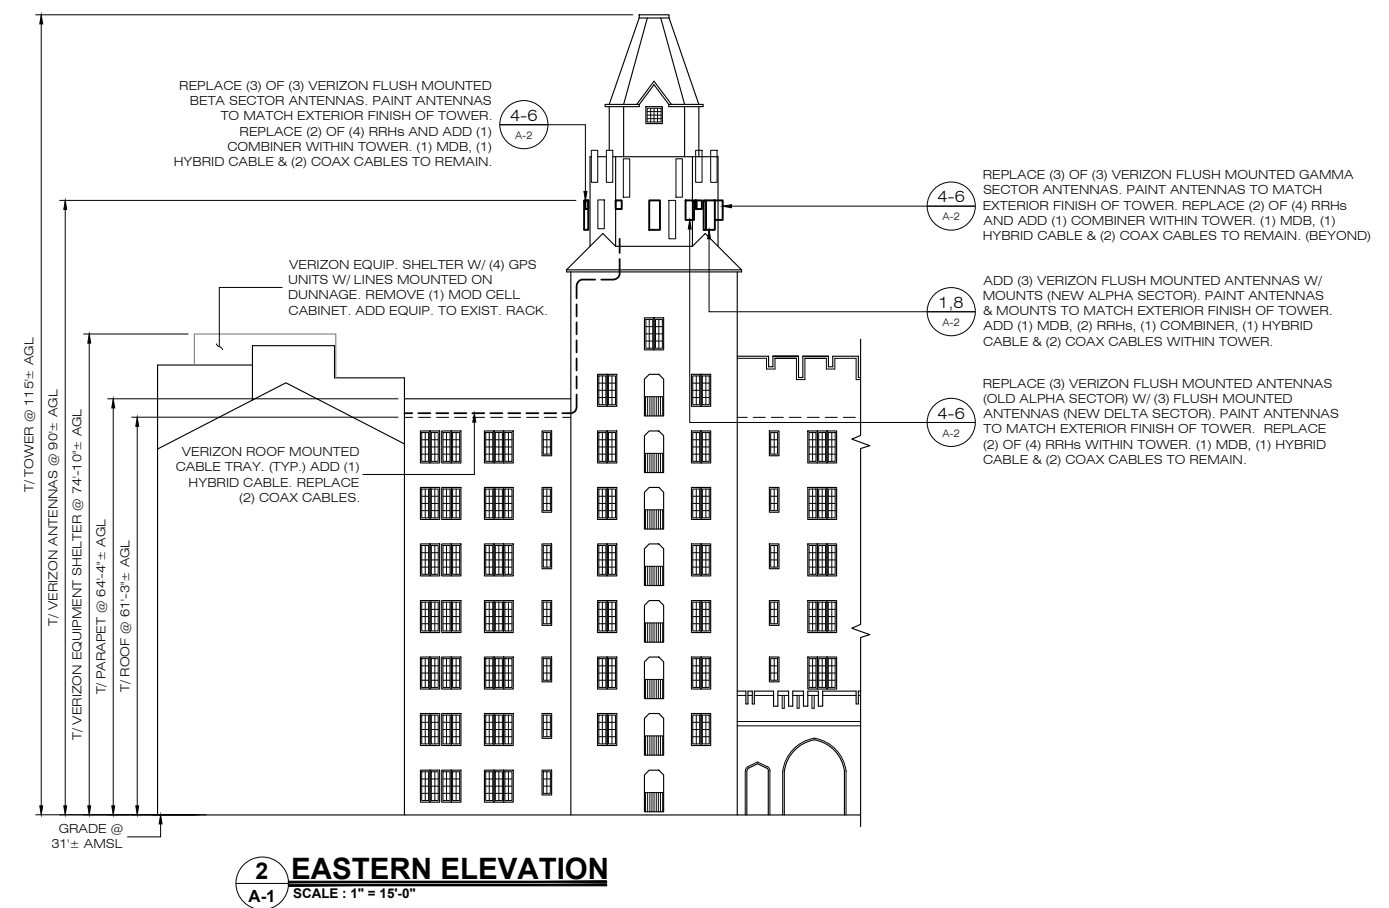 REPLACE (3) OF (3) VERIZON FLUSH MOUNTED
BETA SECTOR ANTENNAS. PAINT ANTENNAS
TO MATCH EXTERIOR FINISH OF TOWER.
REPLACE (2) OF (4) RRHs AND ADD (1)
COMBINER WITHIN TOWER. (1) MDB, (1)
HYBRID CABLE & (2) COAX CABLES TO REMAIN.
4-6
A-2
REPLACE (3) OF (3) VERIZON FLUSH MOUNTED GAMMA
SECTOR ANTENNAS. PAINT ANTENNAS TO MATCH
EXTERIOR FINISH OF TOWER. REPLACE (2) OF (4) RRHs
AND ADD (1) COMBINER WITHIN TOWER. (1) MDB, (1)
HYBRID CABLE & (2) COAX CABLES TO REMAIN. (BEYOND)
4-6
A-2
VERIZON EQUIP. SHELTER W/ (4) GPS
UNITS W/ LINES MOUNTED ON
DUNNAGE. REMOVE (1) MOD CELL
CABINET. ADD EQUIP. TO EXIST. RACK.
ADD (3) VERIZON FLUSH MOUNTED ANTENNAS W/
MOUNTS (NEW ALPHA SECTOR). PAINT ANTENNAS
& MOUNTS TO MATCH EXTERIOR FINISH OF TOWER.
ADD (1) MDB, (2) RRHs, (1) COMBINER, (1) HYBRID
CABLE & (2) COAX CABLES WITHIN TOWER.
1,8
A-2
REPLACE (3) VERIZON FLUSH MOUNTED ANTENNAS
(OLD ALPHA SECTOR) W/ (3) FLUSH MOUNTED
ANTENNAS (NEW DELTA SECTOR). PAINT ANTENNAS
TO MATCH EXTERIOR FINISH OF TOWER. REPLACE
(2) OF (4) RRHs WITHIN TOWER. (1) MDB, (1) HYBRID
CABLE & (2) COAX CABLES TO REMAIN.
4-6
A-2
VERIZON ROOF MOUNTED
CABLE TRAY. (TYP.) ADD (1)
HYBRID CABLE. REPLACE
(2) COAX CABLES.
T/ TOWER @ 115'± AGL
T/ VERIZON ANTENNAS @ 90'± AGL
T/ VERIZON EQUIPMENT SHELTER @ 74'-10"± AGL
T/ PARAPET @ 64'-4"± AGL
T/ ROOF @ 61'-3"± AGL
GRADE @
31'± AMSL
2
A-1
EASTERN ELEVATION
SCALE : 1" = 15'-0"